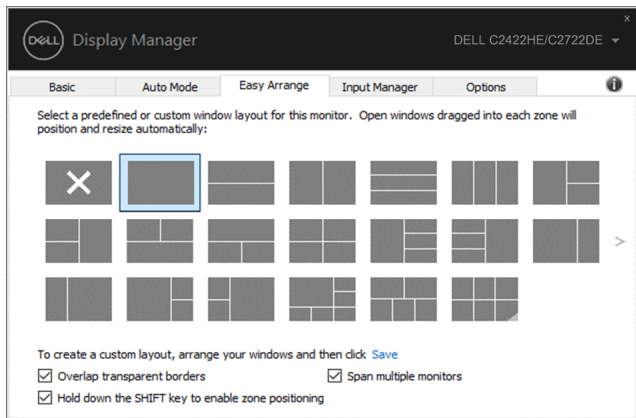 DELL Display Manager
DELL C2422HE/C2722DE
x
Basic Auto Mode Easy Arrange Input Manager Options
Select a predefined or custom window layout for this monitor. Open windows dragged into each zone will
position and resize automatically:
>
To create a custom layout, arrange your windows and then click Save
Overlap transparent borders Span multiple monitors
Hold down the SHIFT key to enable zone positioning